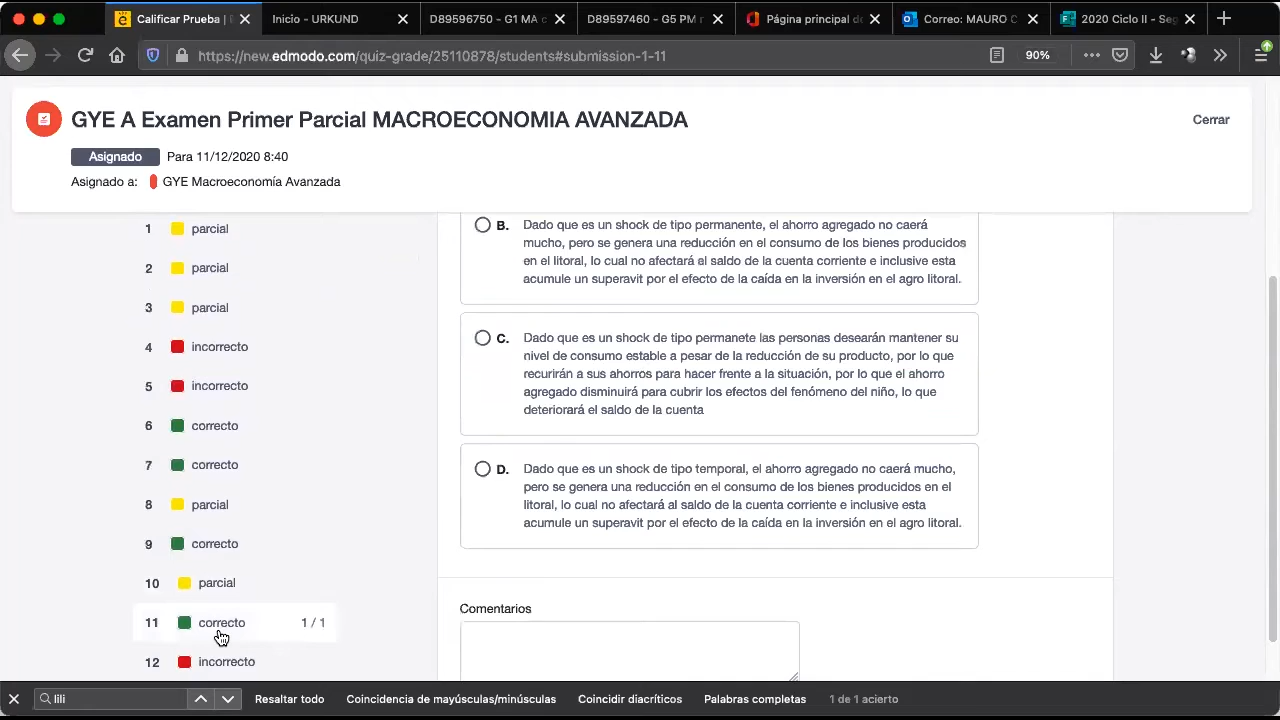 Calificar Prueba |
Inicio - URKUND
D89596750 - G1 MA c
D89597460 - G5 PM r
Página principal de
Correo: MAURO C
2020 Ciclo II - Seg
https://new.edmodo.com/quiz-grade/25110878/students#submission-1-11
90%
GYE A Examen Primer Parcial MACROECONOMIA AVANZADA
Cerrar
Asignado Para 11/12/2020 8:40
Asignado a: GYE Macroeconomía Avanzada
1 parcial
2 parcial
3 parcial
4 incorrecto
5 incorrecto
6 correcto
7 correcto
8 parcial
9 correcto
10 parcial
11 correcto 1 / 1
12 incorrecto
B. Dado que es un shock de tipo permanente, el ahorro agregado no caerá
mucho, pero se genera una reducción en el consumo de los bienes producidos
en el litoral, lo cual no afectará al saldo de la cuenta corriente e inclusive esta
acumule un superavit por el efecto de la caída en la inversión en el agro litoral.
C. Dado que es un shock de tipo permanete las personas desearán mantener su
nivel de consumo estable a pesar de la reducción de su producto, por lo que
recurirán a sus ahorros para hacer frente a la situación, por lo que el ahorro
agregado disminuirá para cubrir los efectos del fenómeno del niño, lo que
deteriorará el saldo de la cuenta
D. Dado que es un shock de tipo temporal, el ahorro agregado no caerá mucho,
pero se genera una reducción en el consumo de los bienes producidos en el
litoral, lo cual no afectará al saldo de la cuenta corriente e inclusive esta
acumule un superavit por el efecto de la caída en la inversión en el agro litoral.
Comentarios
lili
Resaltar todo
Coincidencia de mayúsculas/minúsculas
Coincidir diacríticos
Palabras completas
1 de 1 acierto